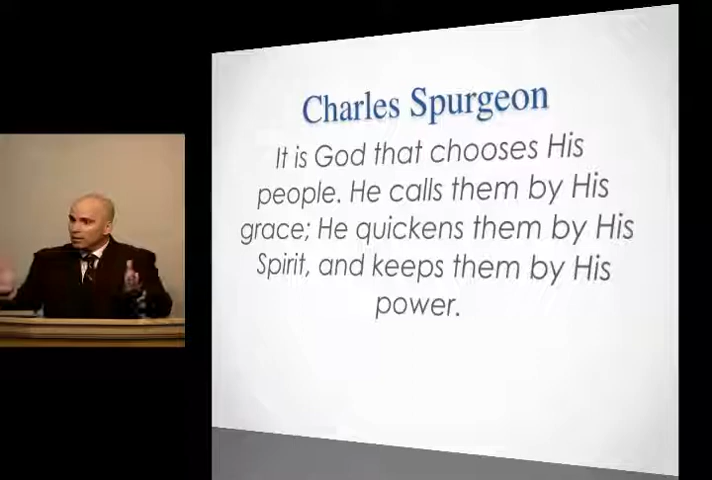 Charles Spurgeon
It is God that chooses His
people. He calls them by His
grace; He quickens them by His
Spirit, and keeps them by His
power.